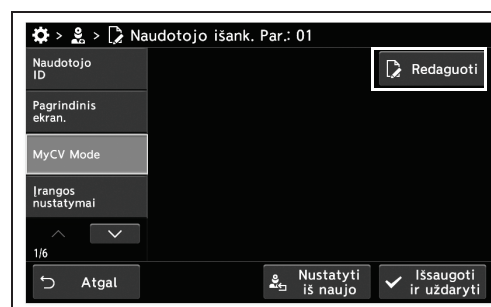 > > Naudotojo išank. Par.: 01
Naudotojo
ID
Redaguoti
Pagrindinis
ekran.
MyCV Mode
Įrangos
nustatymai
1/6
Atgal
Nustatyti
iš naujo
Išsaugoti
ir uždaryti